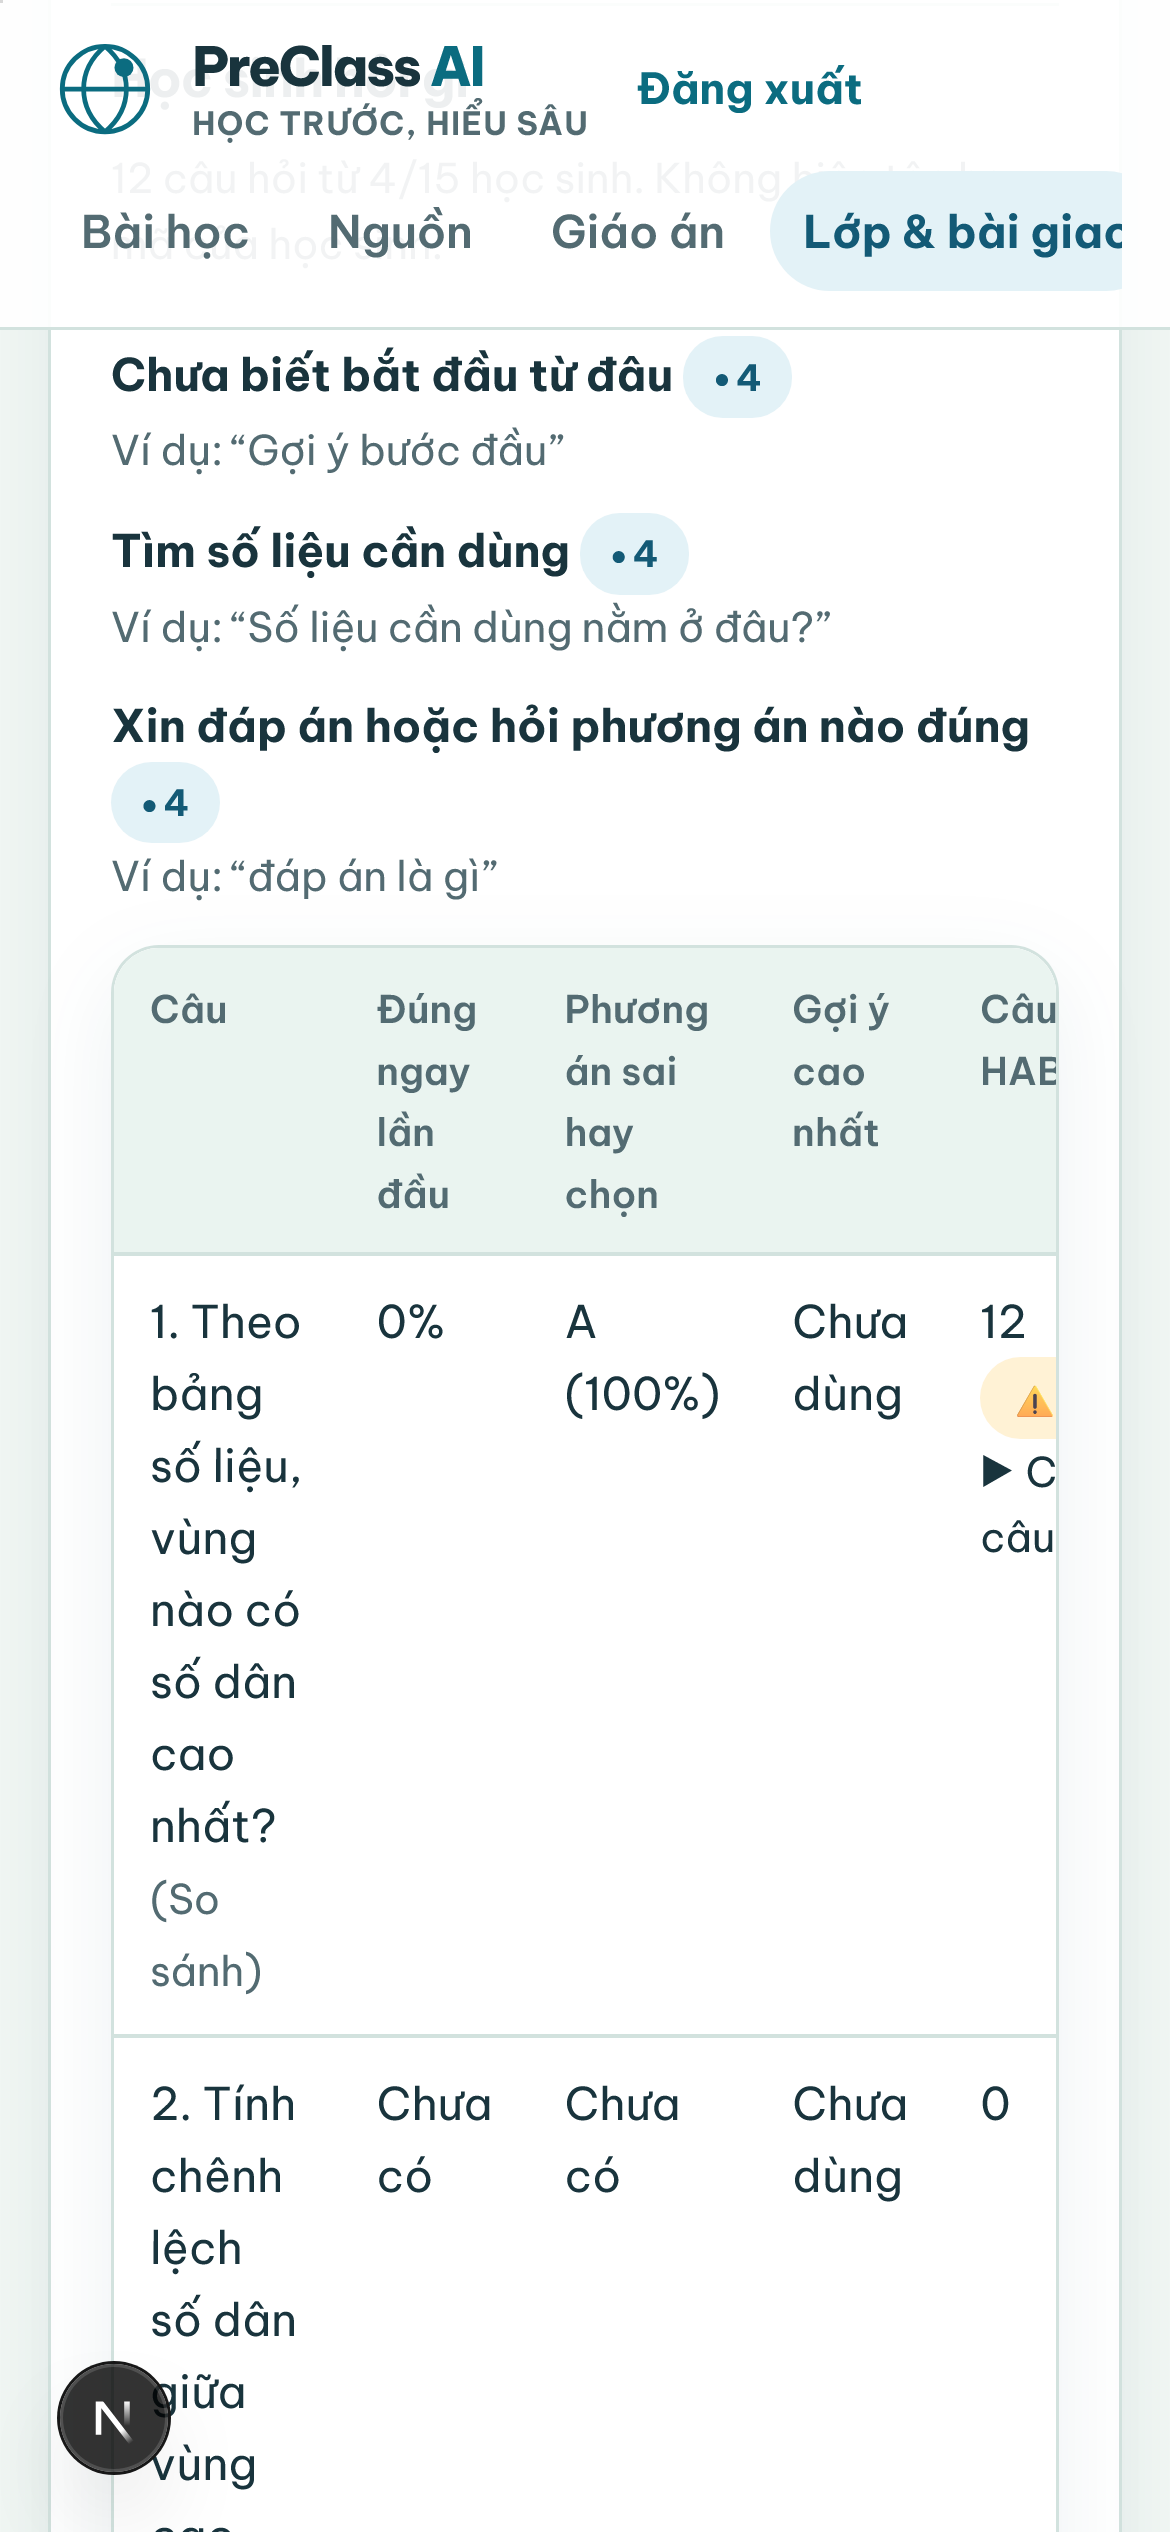 PreClass AI
HỌC TRƯỚC, HIỂU SÂU
Đăng xuất
12 câu hỏi từ 4/15 học sinh. Không
Bài học
Nguồn
Giáo án
Lớp & bài giao
Chưa biết bắt đầu từ đâu • 4
Ví dụ: “Gợi ý bước đầu”
Tìm số liệu cần dùng • 4
Ví dụ: “Số liệu cần dùng nằm ở đâu?”
Xin đáp án hoặc hỏi phương án nào đúng
• 4
Ví dụ: “đáp án là gì”
Câu
Đúng
ngay
lần
đầu
Phương
án sai
hay
chọn
Gợi ý
cao
nhất
Câu
HAB
1. Theo
bảng
số liệu,
vùng
nào có
số dân
cao
nhất?
(So
sánh)
0%
A
(100%)
Chưa
dùng
12
⚠
▶ C
câu
2. Tính
chênh
lệch
số dân
giữa
vùng
Chưa
có
Chưa
có
Chưa
dùng
0
N